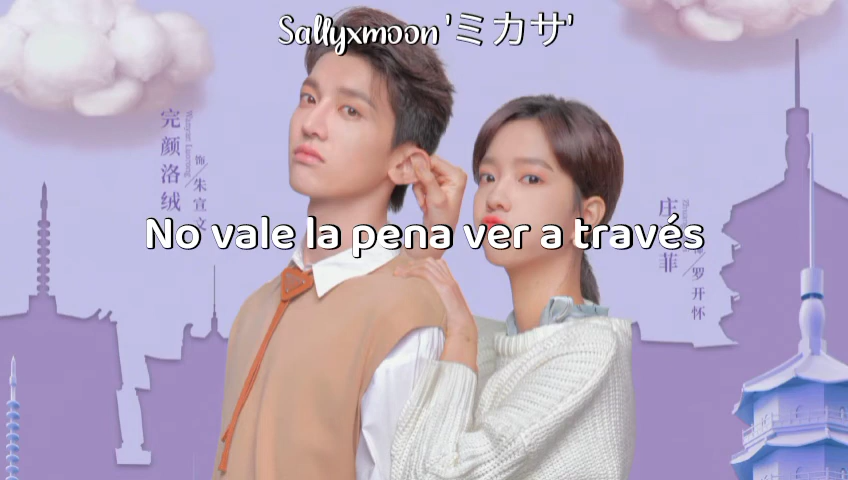 Sallyxmoon 'ミカサ'
完颜洛绒
饰 朱宣文
No vale la pena ver a través
庄
菲
饰 罗开怀